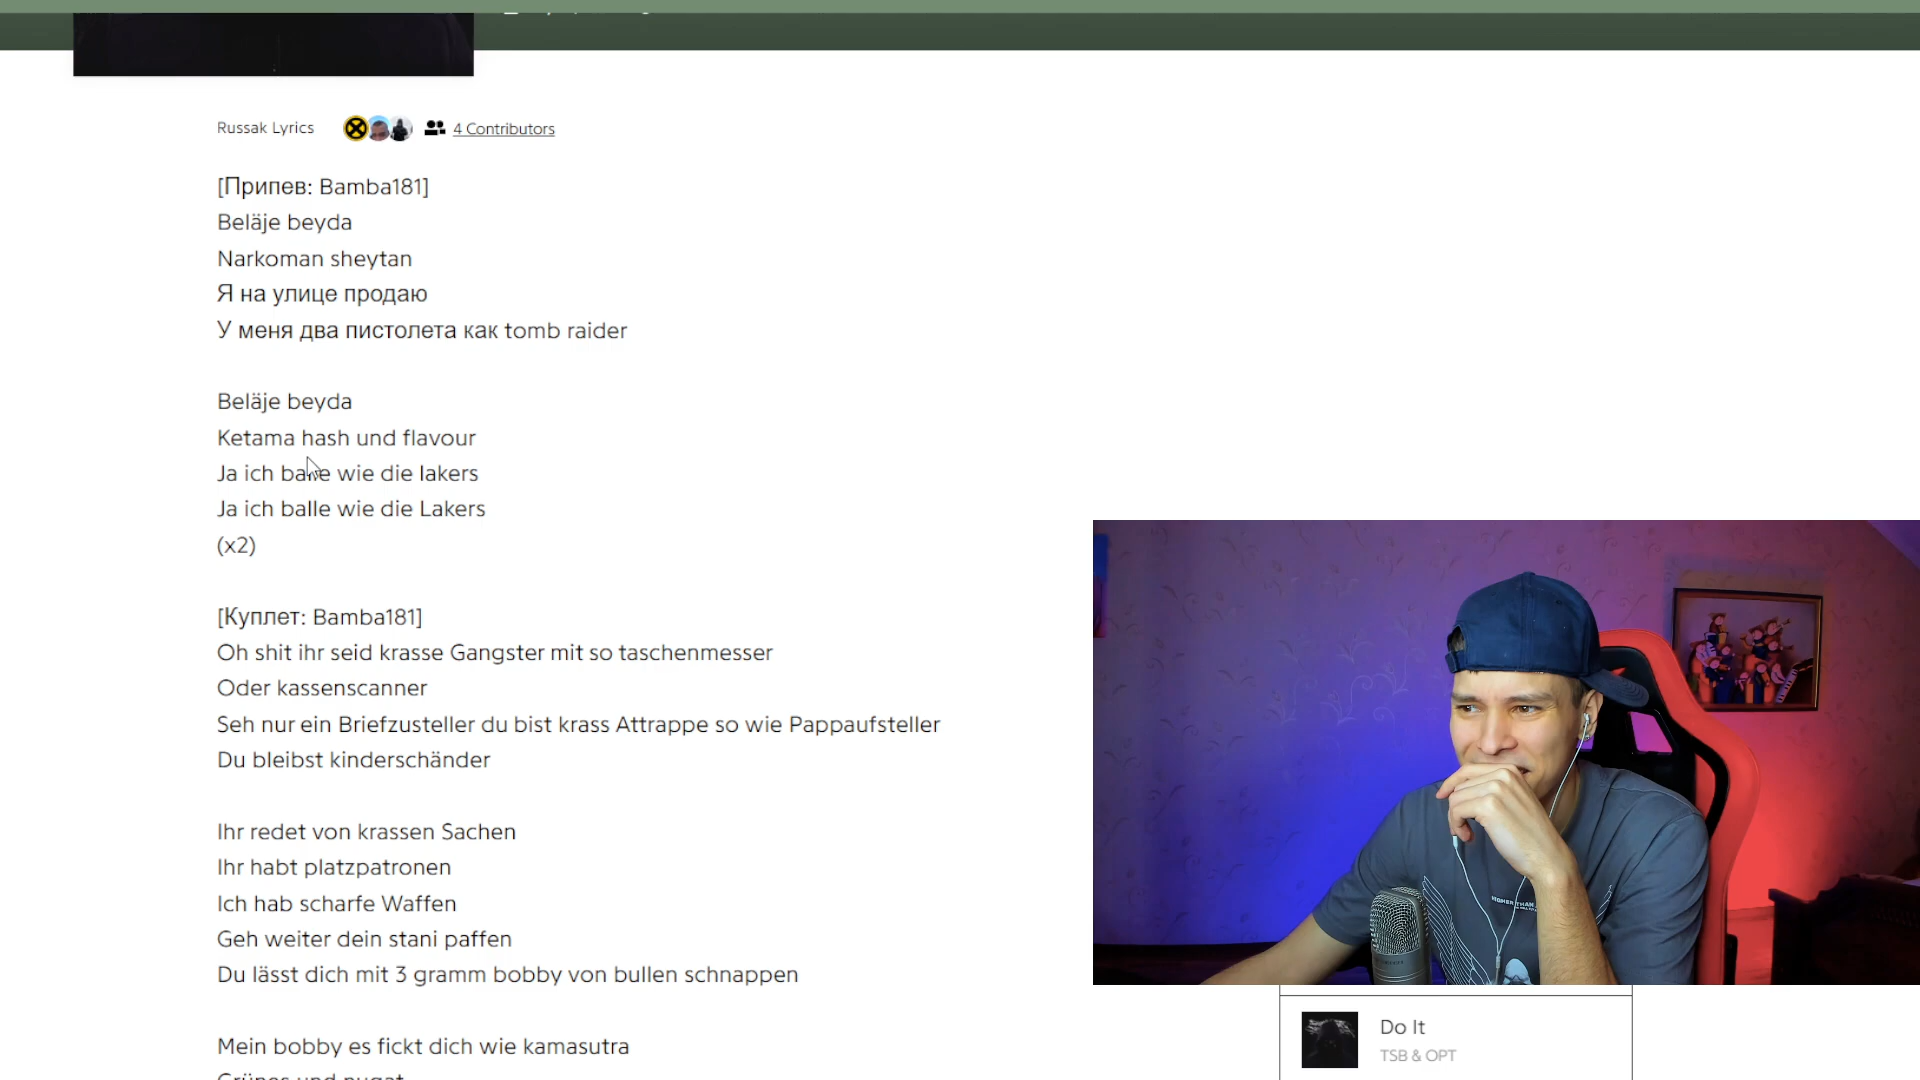 Russak Lyrics 4 Contributors
[Припев: Bamba181]
Beläje beyda
Narkoman sheytan
Я на улице продаю
У меня два пистолета как tomb raider
Beläje beyda
Ketama hash und flavour
Ja ich balle wie die lakers
Ja ich balle wie die Lakers
(x2)
[Куплет: Bamba181]
Oh shit ihr seid krasse Gangster mit so taschenmesser
Oder kassenscanner
Seh nur ein Briefzusteller du bist krass Attrappe so wie Pappaufsteller
Du bleibst kinderschänder
Ihr redet von krassen Sachen
Ihr habt platzpatronen
Ich hab scharfe Waffen
Geh weiter dein stani paffen
Du lässt dich mit 3 gramm bobby von bullen schnappen
Mein bobby es fickt dich wie kamasutra
Grünes und nugat
Do It
TSB & OPT